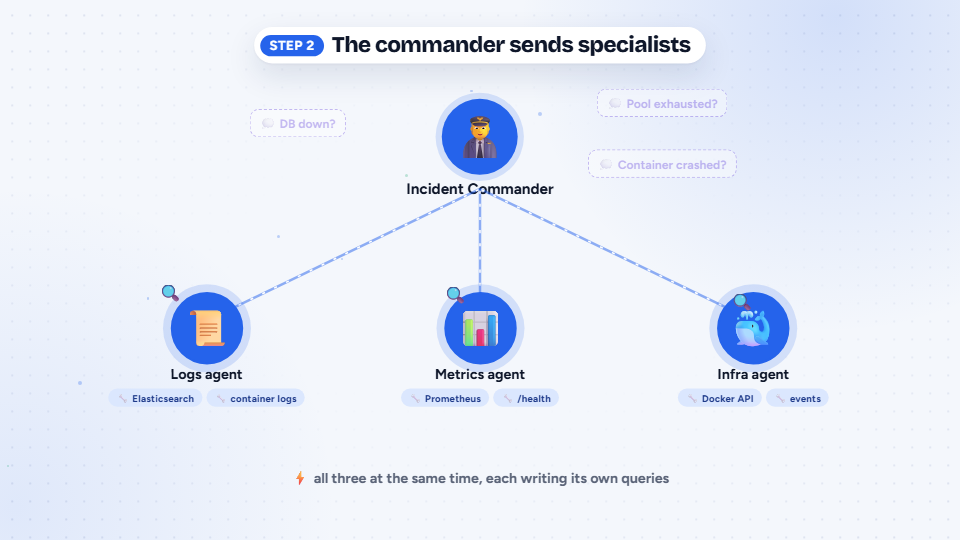 STEP 2 The commander sends specialists
DB down?
Pool exhausted?
Container crashed?
Incident Commander
Logs agent
Elasticsearch
container logs
Metrics agent
Prometheus
/health
Infra agent
Docker API
events
all three at the same time, each writing its own queries